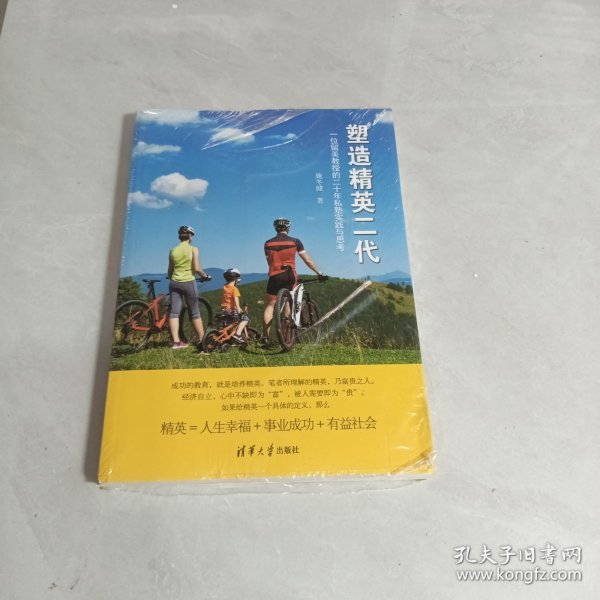 塑造精英二代
一位留美教授的二十年私塾实践与思考
施冬健 著
成功的教育，就是培养精英。笔者所理解的精英，乃富贵之人。
经济自立、心中不缺即为“富”，被人需要即为“贵”，
如果给精英一个具体的定义，那么
精英＝人生幸福＋事业成功＋有益社会
清华大学出版社
孔夫子旧书网
www.kongfz.com